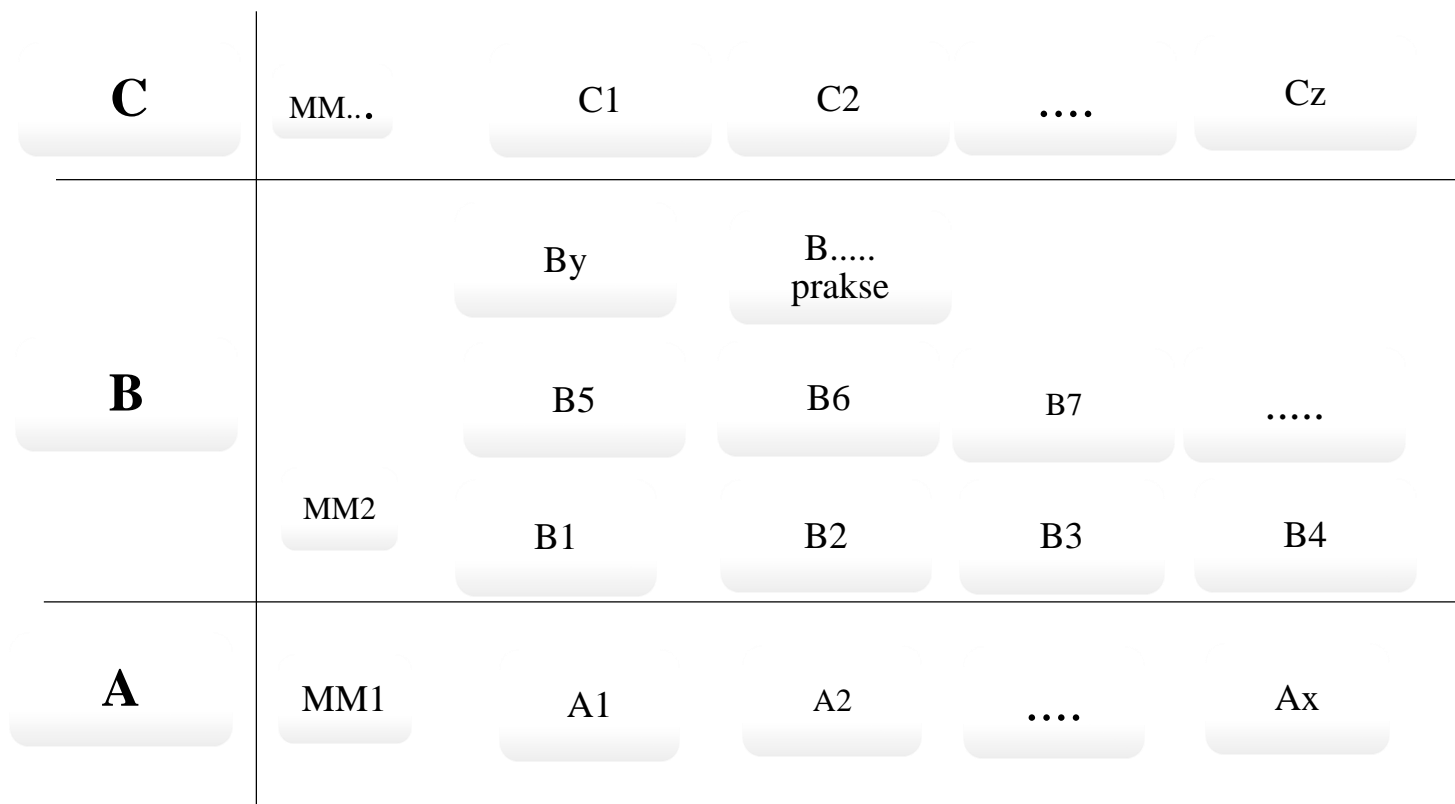 C
MM...
C1
C2
....
Cz
By
B.....
prakse
B
B5
B6
B7
.....
MM2
B1
B2
B3
B4
A
MM1
A1
A2
....
Ax